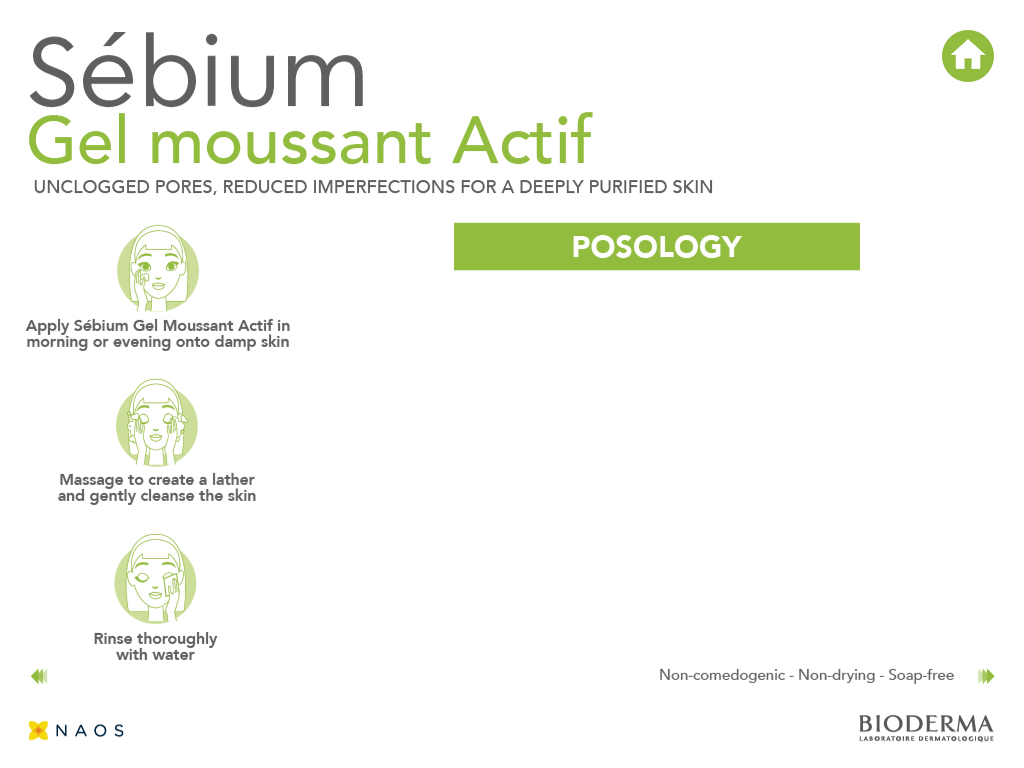 Sébium
Gel moussant Actif
UNCLOGGED PORES, REDUCED IMPERFECTIONS FOR A DEEPLY PURIFIED SKIN
POSOLOGY
Apply Sébium Gel Moussant Actif in
morning or evening onto damp skin
Massage to create a lather
and gently cleanse the skin
Rinse thoroughly
with water
Non-comedogenic - Non-drying - Soap-free
NAOS
BIODERMA
LABORATOIRE DERMATOLOGIQUE